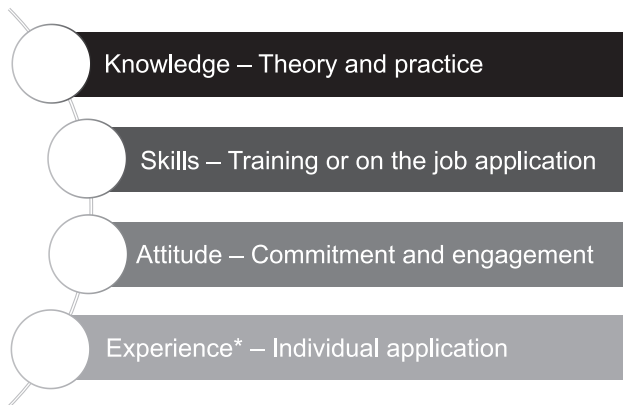 Knowledge – Theory and practice
Skills – Training or on the job application
Attitude – Commitment and engagement
Experience* – Individual application